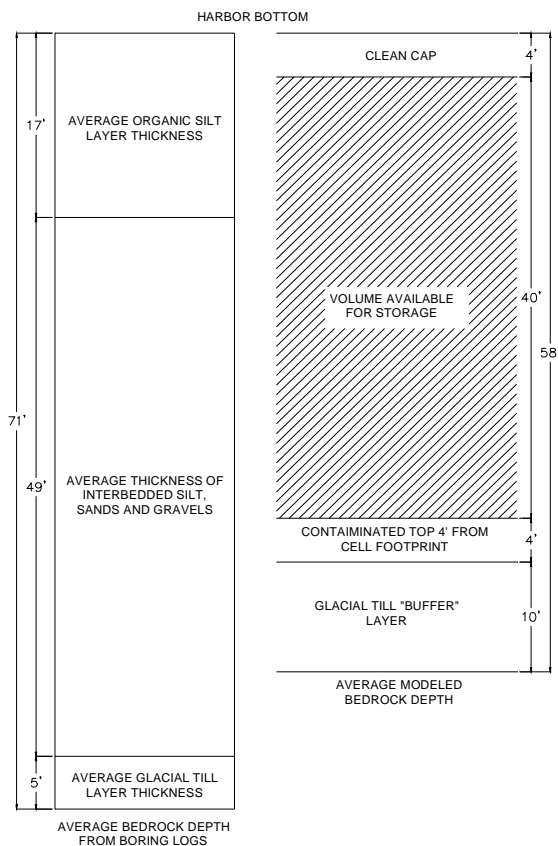 HARBOR BOTTOM
17'
49'
71'
5'
AVERAGE ORGANIC SILT
LAYER THICKNESS
AVERAGE THICKNESS OF
INTERBEDDED SILT,
SANDS AND GRAVELS
AVERAGE GLACIAL TILL
LAYER THICKNESS
AVERAGE BEDROCK DEPTH
FROM BORING LOGS
CLEAN CAP
4'
VOLUME AVAILABLE
FOR STORAGE
40'
58
CONTAIMINATED TOP 4' FROM
CELL FOOTPRINT
4'
GLACIAL TILL "BUFFER"
LAYER
10'
AVERAGE MODELED
BEDROCK DEPTH